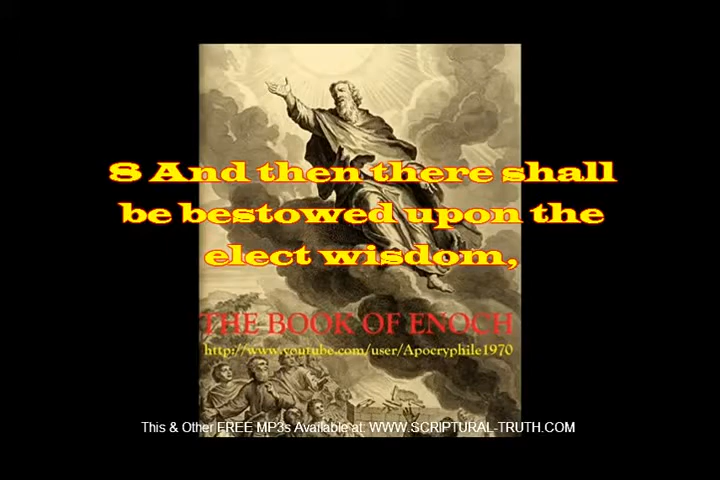 8 And then there shall
be bestowed upon the
elect wisdom,
THE BOOK OF ENOCH
http://www.youtube.com/user/Apocryphile1970
This & Other FREE MP3s Available at: WWW.SCRIPTURAL-TRUTH.COM